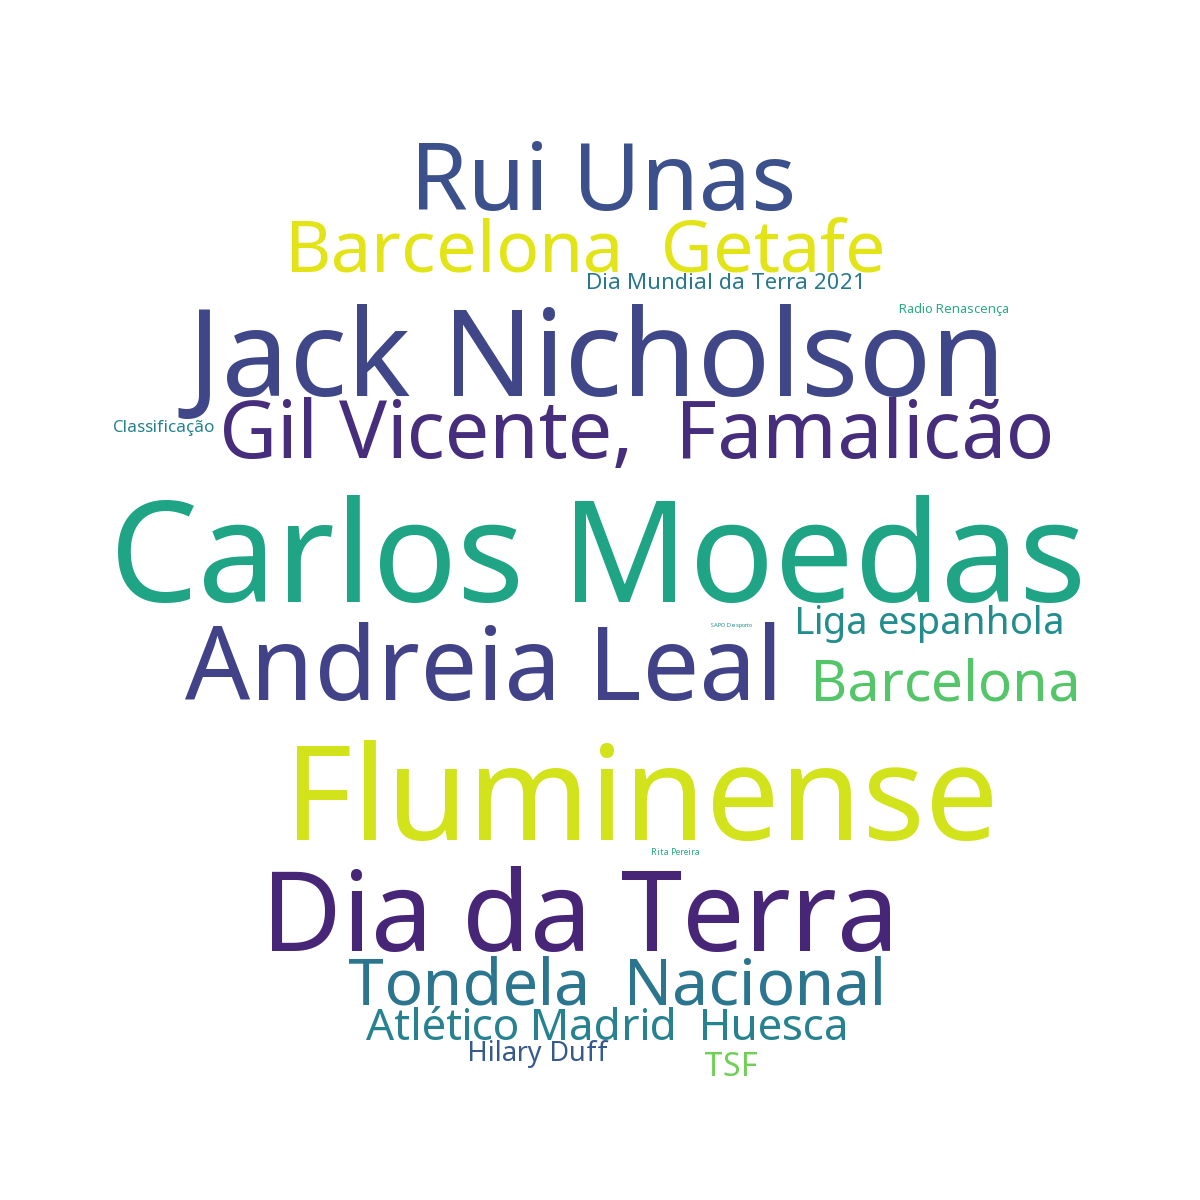 Rui Unas
Barcelona Getafe
Dia Mundial da Terra 2021
Radio Renascença
Jack Nicholson
Classificação
Gil Vicente, Famalicão
Carlos Moedas
Liga espanhola
SAPO Desporto
Andreia Leal
Barcelona
Fluminense
Rita Pereira
Dia da Terra
Tondela Nacional
Atlético Madrid Huesca
Hilary Duff
TSF